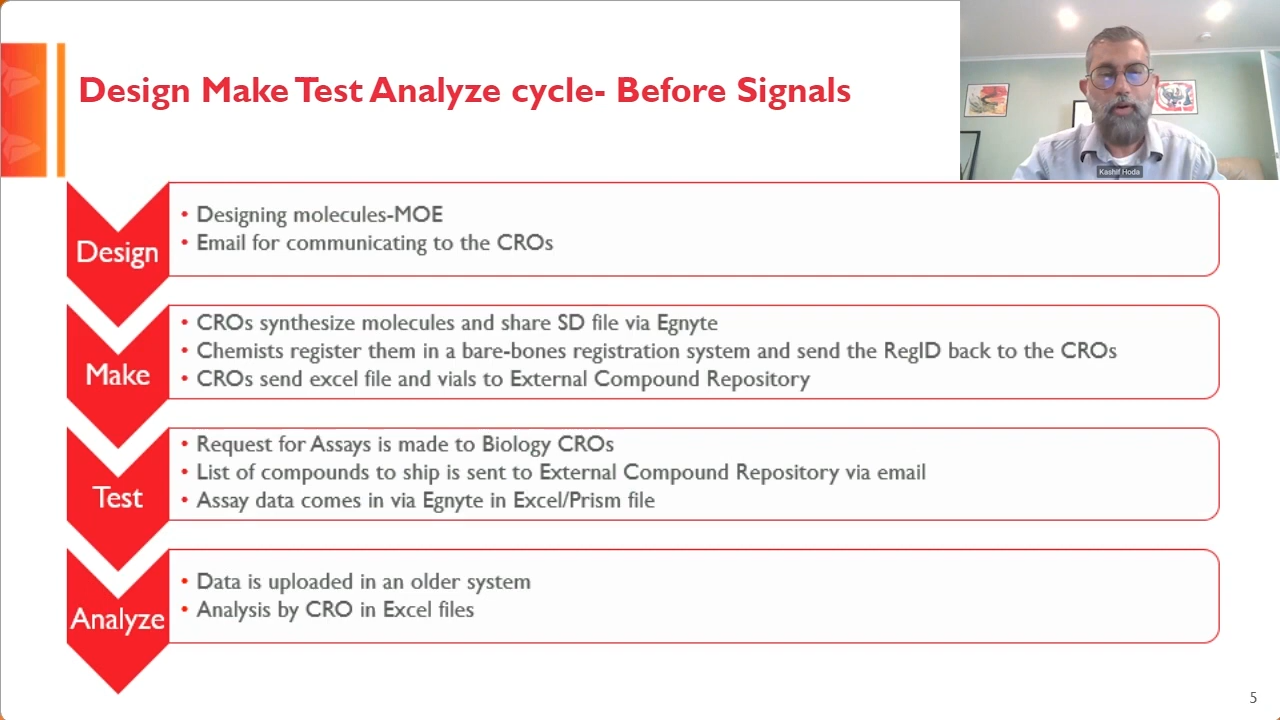 Design Make Test Analyze cycle- Before Signals
Kashif Hoda
Design
• Designing molecules-MOE
• Email for communicating to the CROs
Make
• CROs synthesize molecules and share SD file via Egnyte
• Chemists register them in a bare-bones registration system and send the RegID back to the CROs
• CROs send excel file and vials to External Compound Repository
Test
• Request for Assays is made to Biology CROs
• List of compounds to ship is sent to External Compound Repository via email
• Assay data comes in via Egnyte in Excel/Prism file
Analyze
• Data is uploaded in an older system
• Analysis by CRO in Excel files
5